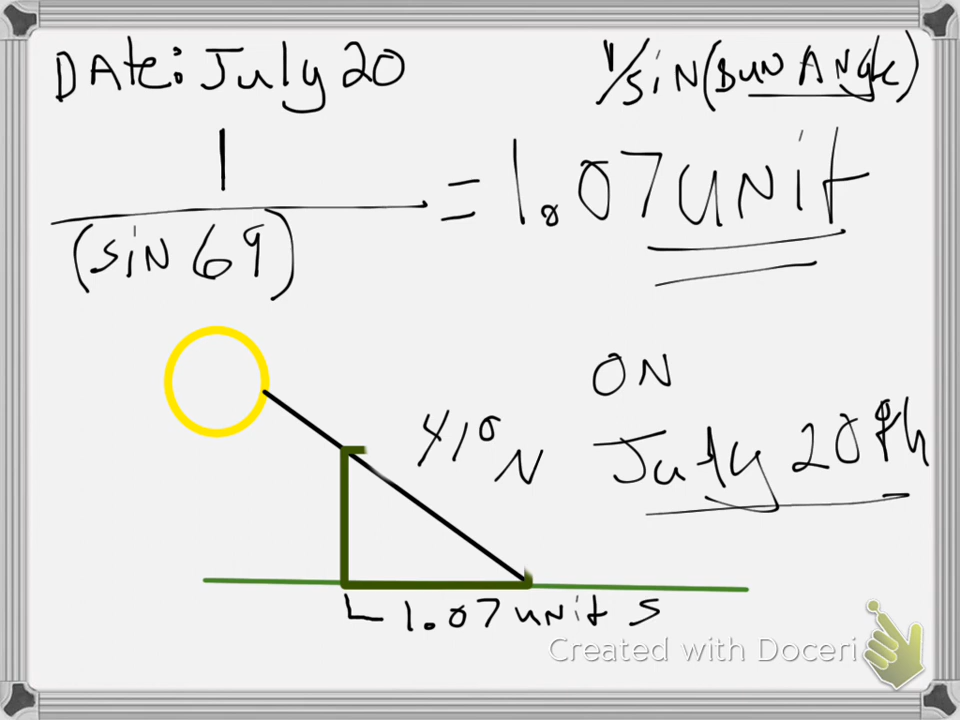 DAte: July 20
1/SiN(Sun Angle)
1
(SiN 69)
= 1.07 unit
ON
July 20th
41° N
1.07 unit s
Created with Doceri